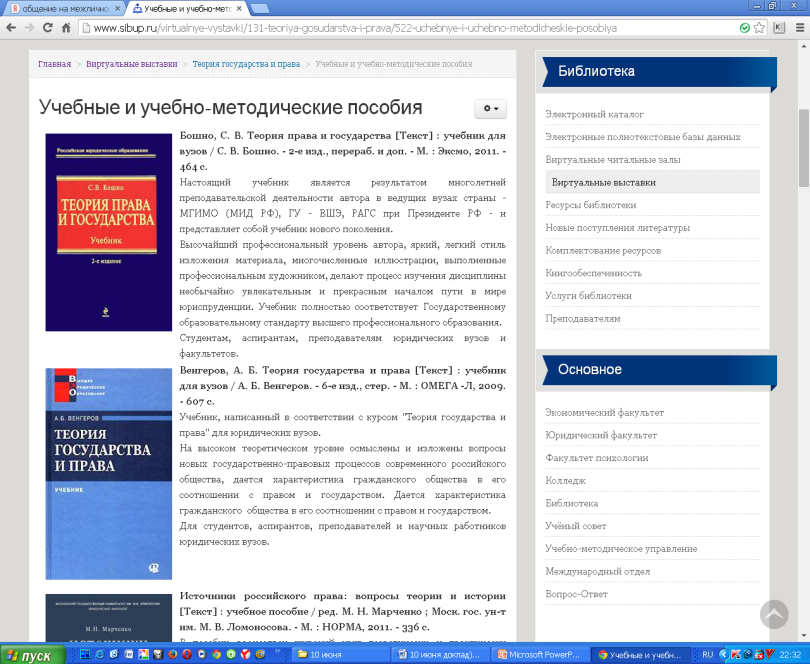 общение на межличнос
Учебные и учебно-мето
www.sibup.ru/virtualnye-vystavki/131-teoriya-gosudarstva-i-prava/522-uchebnye-i-uchebno-metodicheskie-posobiya
Главная > Виртуальные выставки > Теория государства и права > Учебные и учебно-методические пособия
Учебные и учебно-методические пособия
Российское юридическое образование
С.В. Бошно
ТЕОРИЯ ПРАВА
И ГОСУДАРСТВА
Учебник
2-е издание
Бошно, С. В. Теория права и государства [Текст] : учебник для
вузов / С. В. Бошно. - 2-е изд., перераб. и доп. - М. : Эксмо, 2011. -
464 с.
Настоящий учебник является результатом многолетней
преподавательской деятельности автора в ведущих вузах страны -
МГИМО (МИД РФ), ГУ - ВШЭ, РАГС при Президенте РФ - и
представляет собой учебник нового поколения.
Высочайший профессиональный уровень автора, яркий, легкий стиль
изложения материала, многочисленные иллюстрации, выполненные
профессиональным художником, делают процесс изучения дисциплины
необычайно увлекательным и прекрасным началом пути в мире
юриспруденции. Учебник полностью соответствует Государственному
образовательному стандарту высшего профессионального образования.
Студентам, аспирантам, преподавателям юридических вузов и
факультетов.
Высшее
Юридическое
Образование
А.Б. ВЕНГЕРОВ
ТЕОРИЯ
ГОСУДАРСТВА
И ПРАВА
УЧЕБНИК
Венгеров, А. Б. Теория государства и права [Текст] : учебник
для вузов / А. Б. Венгеров. - 6-е изд., стер. - М. : ОМЕГА -Л, 2009.
- 607 с.
Учебник, написанный в соответствии с курсом "Теория государства и
права" для юридических вузов.
На высоком теоретическом уровне осмыслены и изложены вопросы
новых государственно-правовых процессов современного российского
общества, дается характеристика гражданского общества в его
соотношении с правом и государством. Дается характеристика
гражданского общества в его соотношении с правом и государством.
Для студентов, аспирантов, преподавателей и научных работников
юридических вузов.
М.Н. Марченко
Источники российского права: вопросы теории и истории
[Текст] : учебное пособие / ред. М. Н. Марченко ; Моск. гос. ун-т
им. М. В. Ломоносова. - М. : НОРМА, 2011. - 336 с.
Библиотека
Электронный каталог
Электронные полнотекстовые базы данных
Виртуальные читальные залы
Виртуальные выставки
Ресурсы библиотеки
Новые поступления литературы
Комплектование ресурсов
Книгообеспеченность
Услуги библиотеки
Преподавателям
Основное
Экономический факультет
Юридический факультет
Факультет психологии
Колледж
Библиотека
Учёный совет
Учебно-методическое управление
Международный отдел
Вопрос-Ответ
пуск
10 июня
10 июня доклад)...
Microsoft PowerP...
Учебные и учебн...
RU
22:32